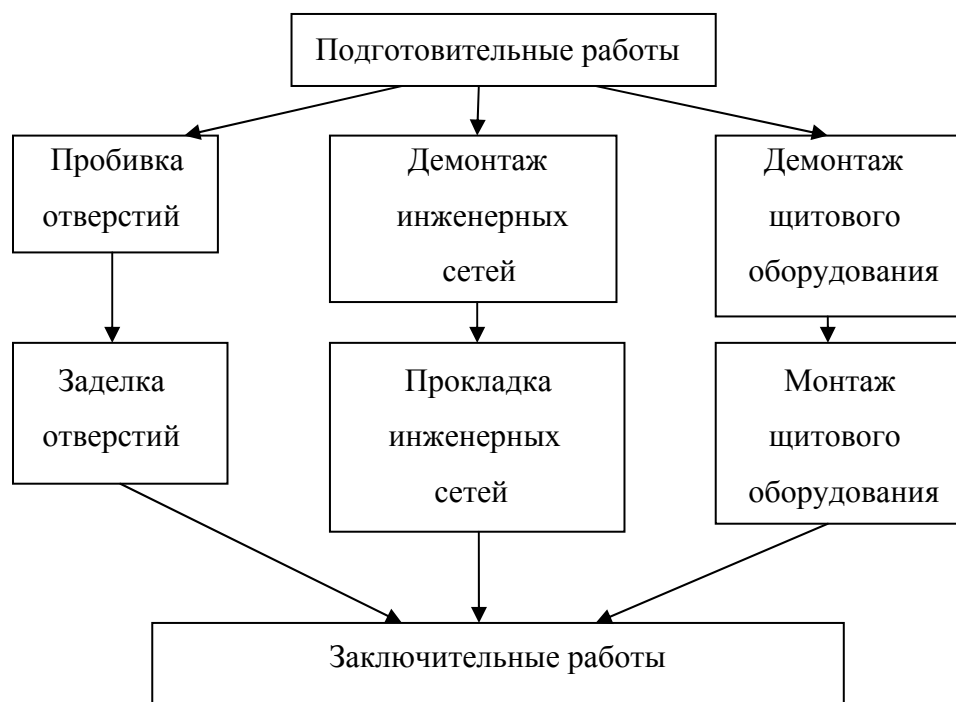 Подготовительные работы
Пробивка
отверстий
Демонтаж
инженерных
сетей
Демонтаж
щитового
оборудования
Заделка
отверстий
Прокладка
инженерных
сетей
Монтаж
щитового
оборудования
Заключительные работы